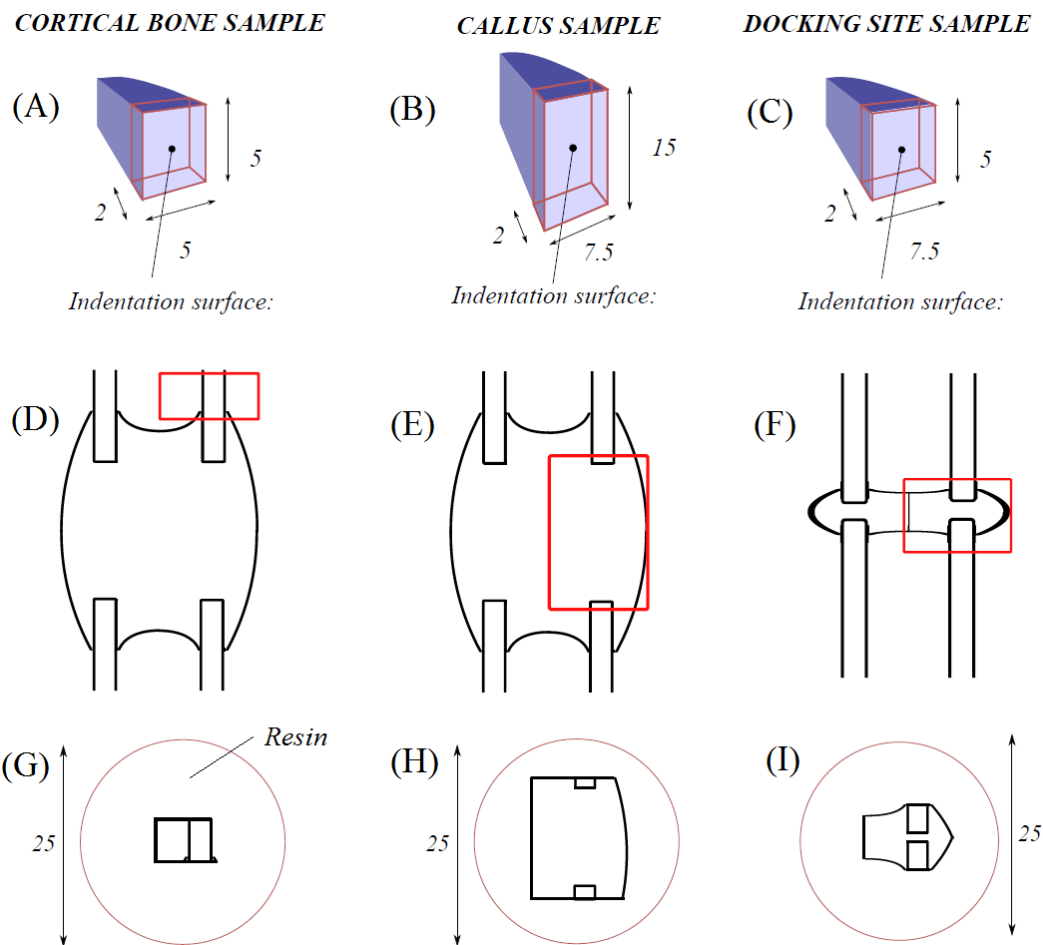 CORTICAL BONE SAMPLE
CALLUS SAMPLE
DOCKING SITE SAMPLE
(A)
5
2
5
Indentation surface:
(B)
15
2
7.5
Indentation surface:
(C)
5
2
7.5
Indentation surface:
(D)
(E)
(F)
(G)
Resin
25
(H)
25
(I)
25